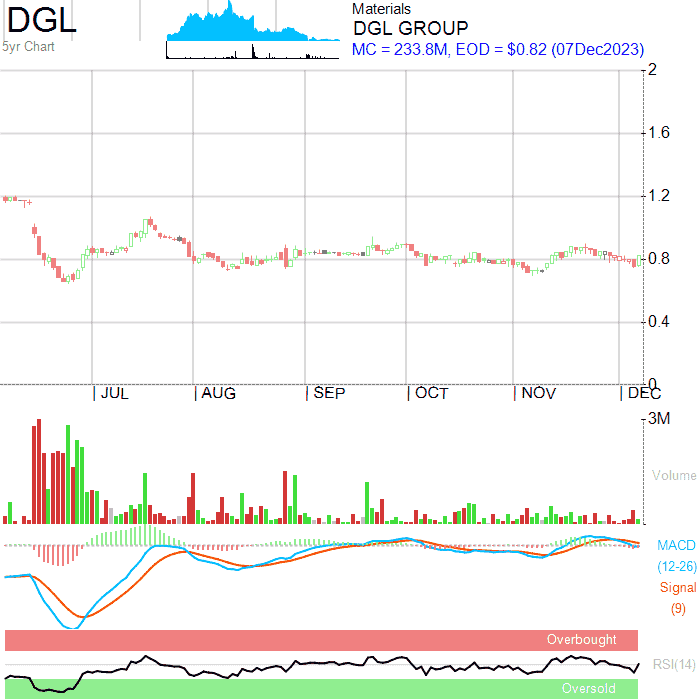 DGL
5yr Chart
Materials
DGL GROUP
MC = 233.8M, EOD = $0.82 (07Dec2023)
2
1.6
1.2
0.8
0.4
0
JUL AUG SEP OCT NOV DEC
3M
Volume
MACD
(12-26)
Signal
(9)
Overbought
RSI(14)
Oversold